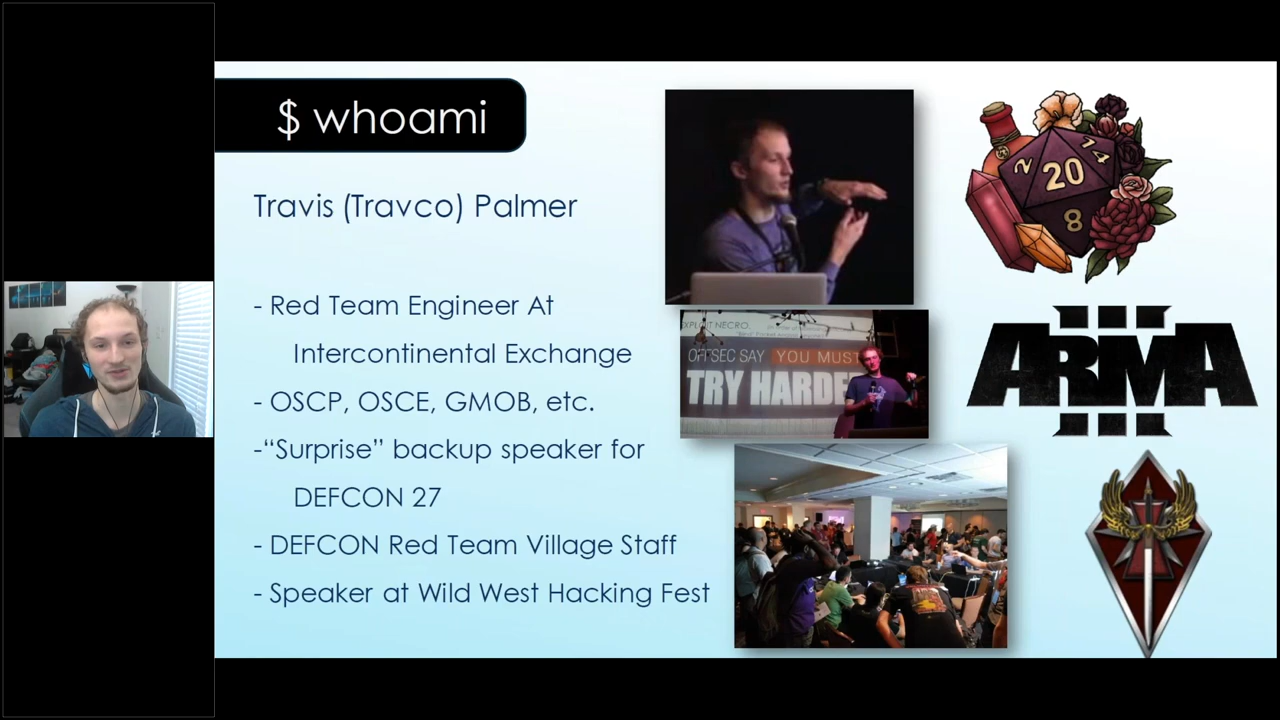 $ whoami
Travis (Travco) Palmer
- Red Team Engineer At
Intercontinental Exchange
- OSCP, OSCE, GMOB, etc.
-“Surprise” backup speaker for
DEFCON 27
- DEFCON Red Team Village Staff
- Speaker at Wild West Hacking Fest
OFFSEC SAY YOU MUST
TRY HARDE
2
14
20
8
ARMA
III